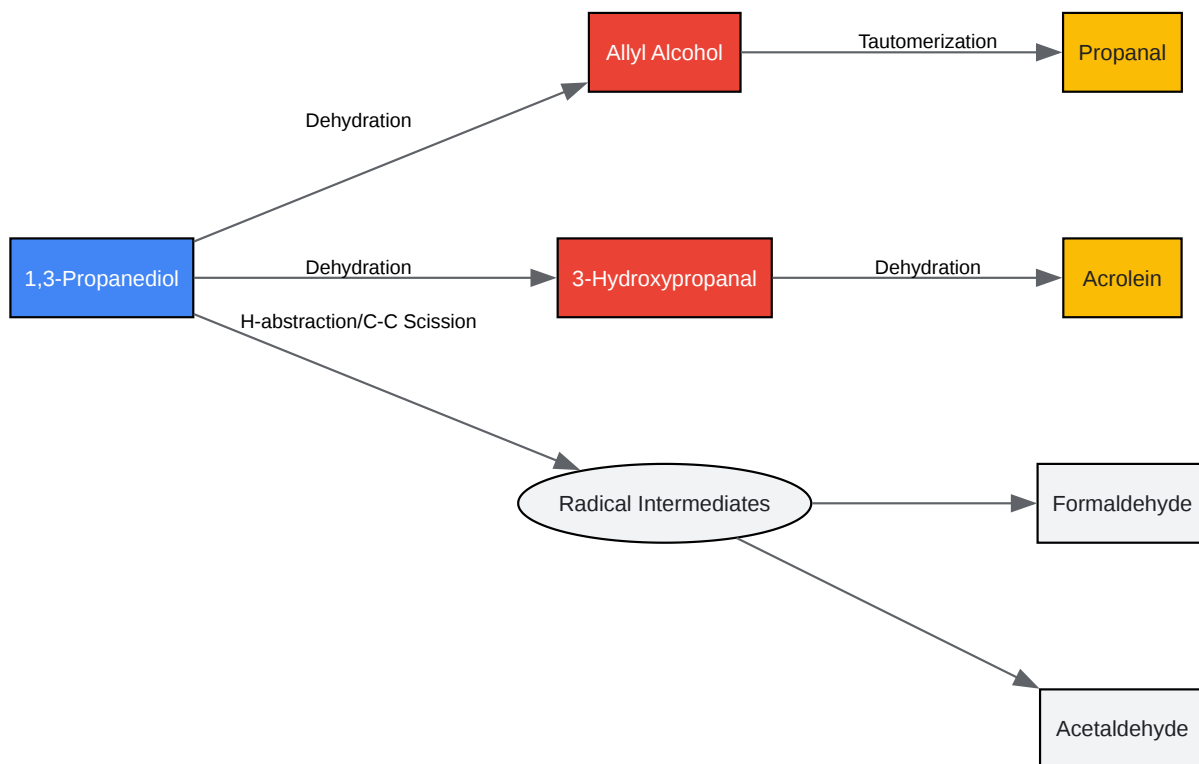 Allyl Alcohol
Tautomerization
Propanal
Dehydration
1,3-Propanediol
Dehydration
3-Hydroxypropanal
Dehydration
Acrolein
H-abstraction/C-C Scission
Radical Intermediates
Formaldehyde
Acetaldehyde